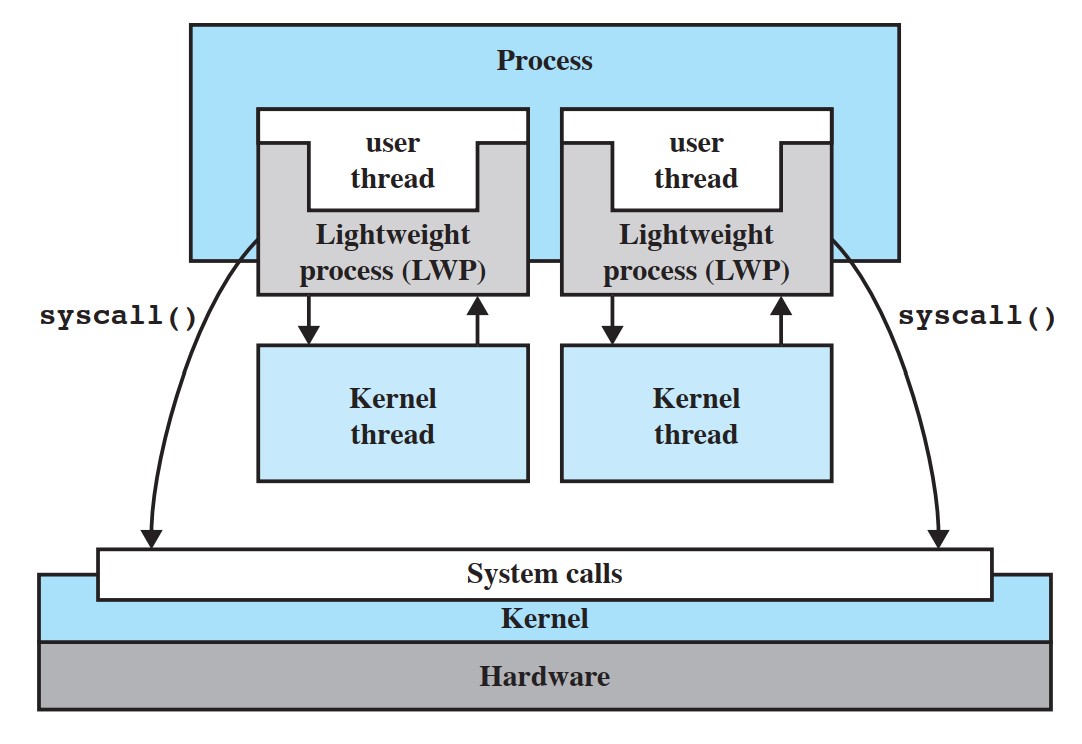 Process
user
thread
Lightweight
process (LWP)
user
thread
Lightweight
process (LWP)
syscall()
syscall()
Kernel
thread
Kernel
thread
System calls
Kernel
Hardware